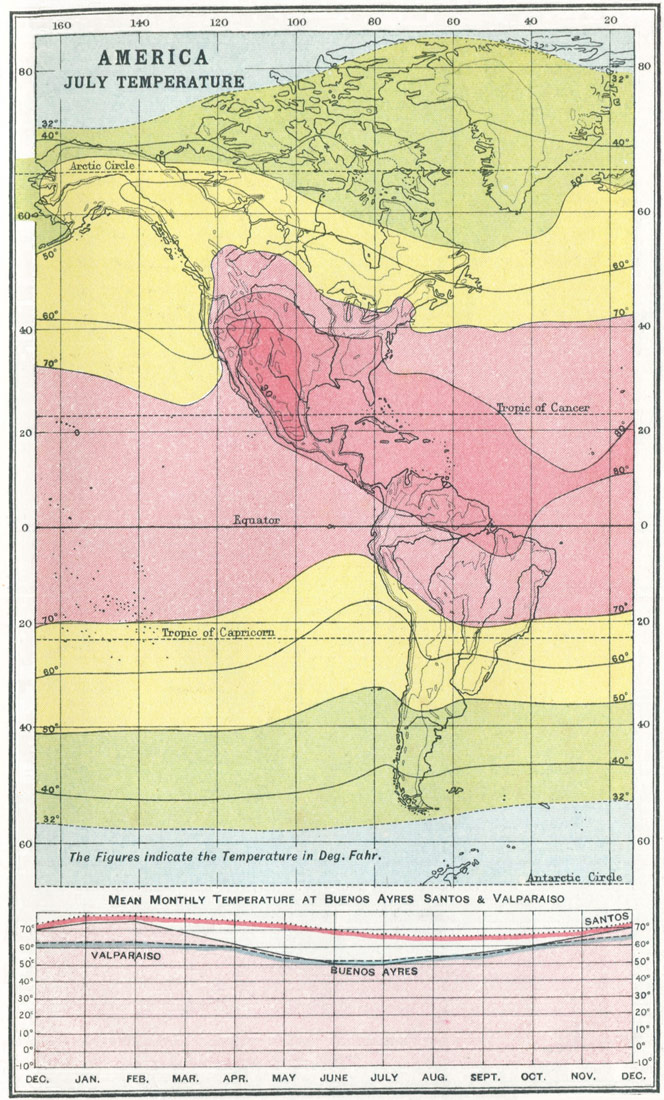 160 140 120 100 80 60 40 20
AMERICA
JULY TEMPERATURE
80 80
32° 32°
32°
40° 40°
Arctic Circle
50°
60 60
50°
60°
60° 70°
40 40
70°
90°
Tropic of Cancer
20 20
80°
80°
Equator
0 0
70° 70°
20 20
Tropic of Capricorn
60° 60°
50° 50°
40 40
40° 40°
32° 32°
60 60
The Figures indicate the Temperature in Deg. Fahr.
Antarctic Circle
MEAN MONTHLY TEMPERATURE AT BUENOS AYRES SANTOS & VALPARAISO
SANTOS
70° 70°
60° 60°
VALPARAISO
50° 50°
BUENOS AYRES
40° 40°
30° 30°
20° 20°
10° 10°
0° 0°
-10° -10°
DEC. JAN. FEB. MAR. APR. MAY JUNE JULY AUG. SEPT. OCT. NOV. DEC.